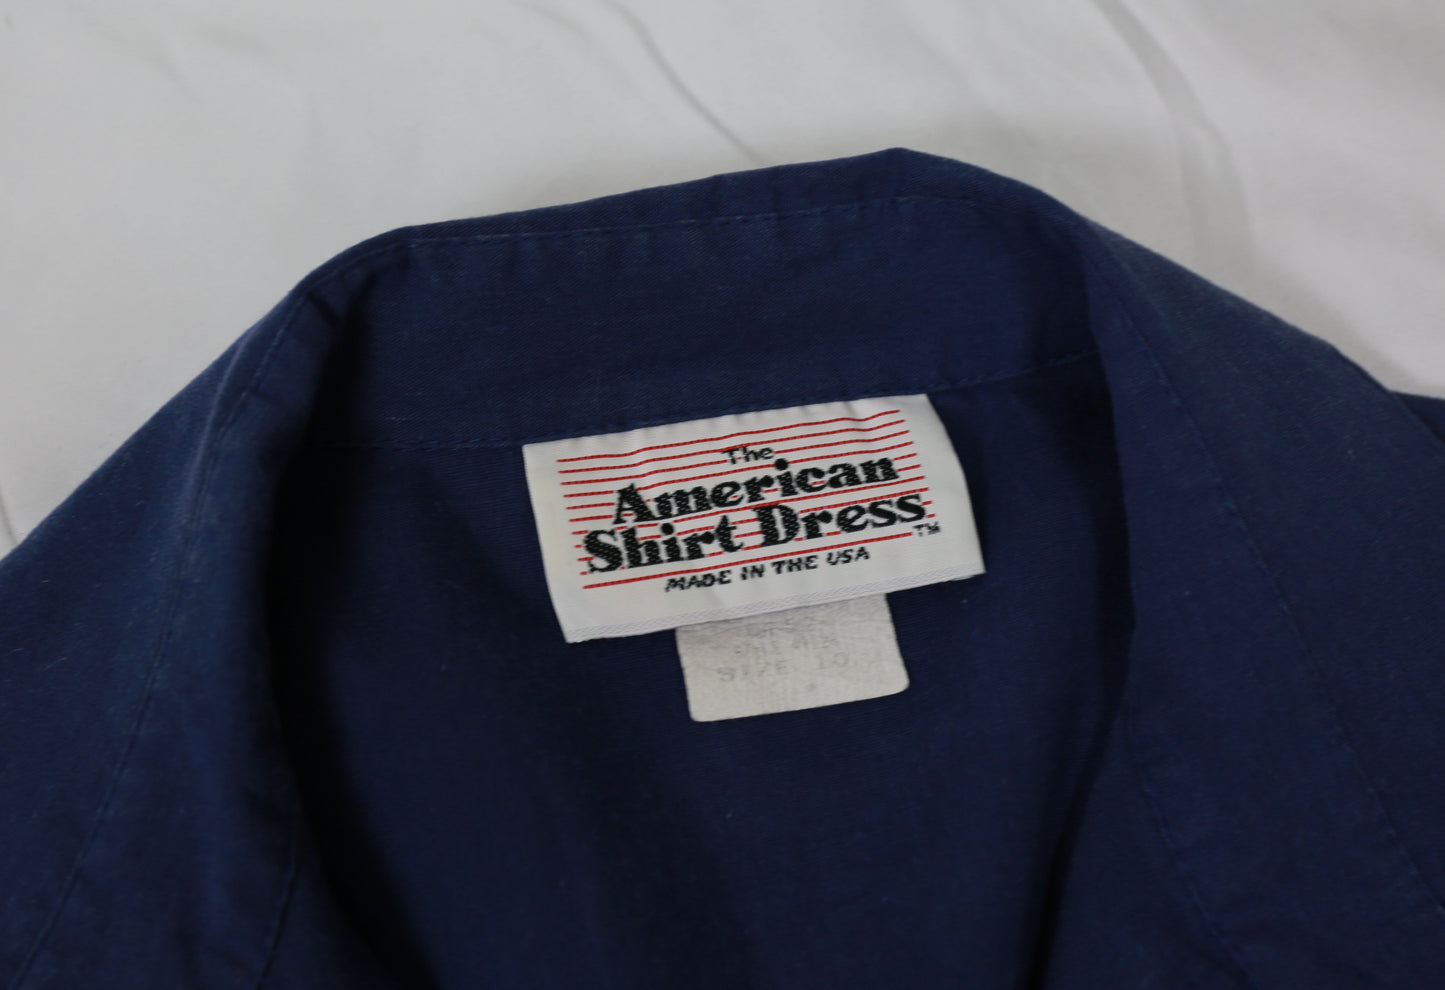 The
American
Shirt Dress
TM
MADE IN THE USA
SIZE 10